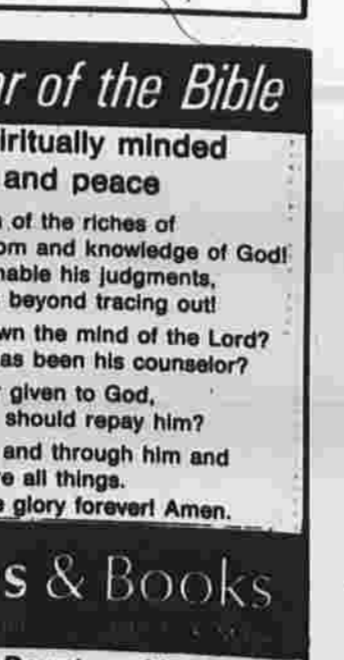 r of the Bible
iritually minded
and peace
of the riches of
om and knowledge of God!
nable his judgments,
beyond tracing out!
wn the mind of the Lord?
as been his counselor?
given to God,
should repay him?
and through him and
e all things.
e glory forever! Amen.
s & Books